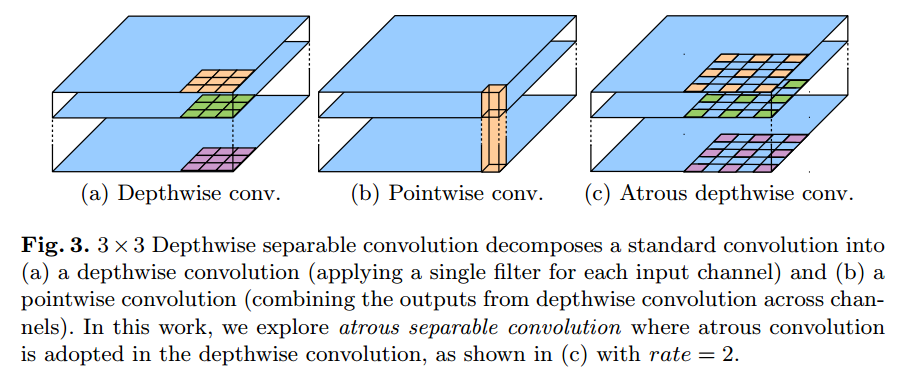 (a) Depthwise conv.
(b) Pointwise conv.
(c) Atrous depthwise conv.
Fig. 3. 3 × 3 Depthwise separable convolution decomposes a standard convolution into
(a) a depthwise convolution (applying a single filter for each input channel) and (b) a
pointwise convolution (combining the outputs from depthwise convolution across chan-
nels). In this work, we explore atrous separable convolution where atrous convolution
is adopted in the depthwise convolution, as shown in (c) with rate = 2.